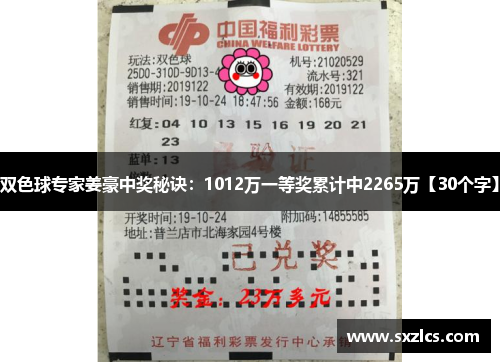 中国福利彩票
CHINA WELFARE LOTTERY
玩法:双色球 机号:21020529
25D0-310D-9D13-4 流水号:321
销售期:2019122 有效期:2019122
销售时间:19-10-24 18:47:56 金额:168元
红复:04 10 13 15 16 19 20 21
23
已验证
蓝单:13
双色球专家姜豪中奖秘诀：1012万一等奖累计中2265万【30个字】
开奖时间:19-10-24 附加码:14855585
地址:普兰店市北海家园4号楼
已兑奖
奖金：23万多元
辽宁省福利彩票发行中心承销
www.sxzlcs.com